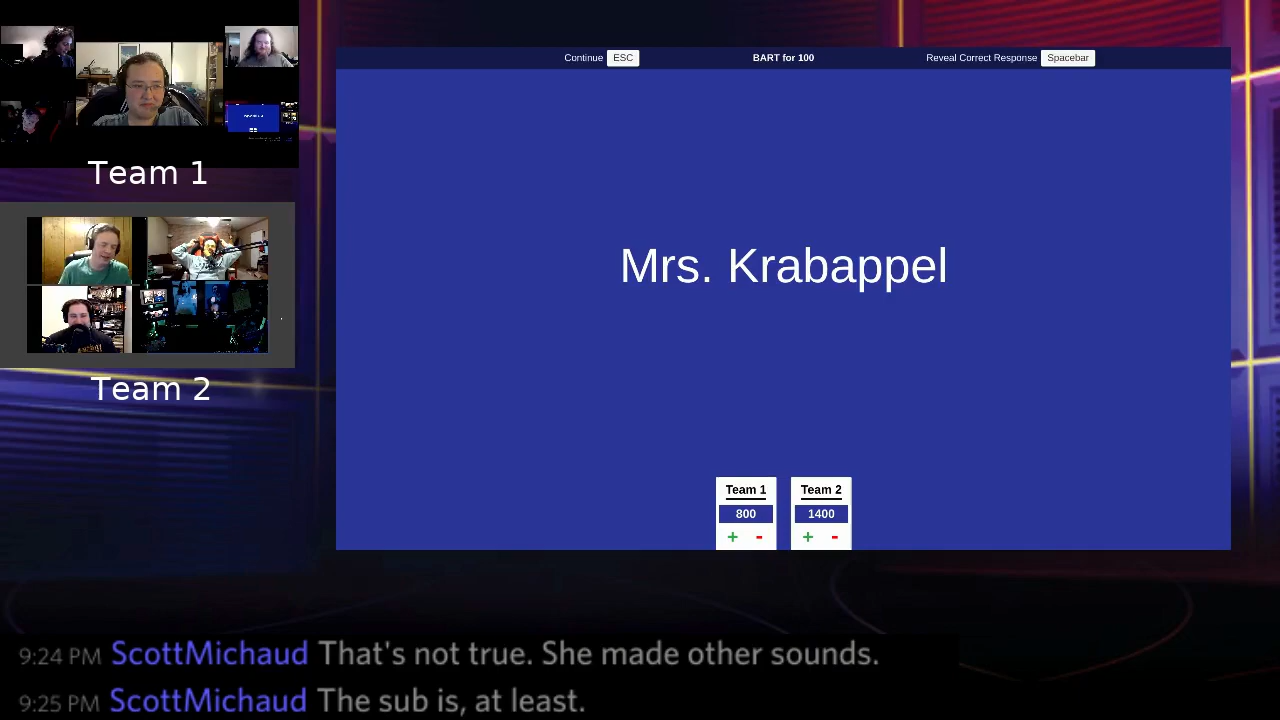 Continue ESC BART for 100 Reveal Correct Response Spacebar
Team 1
Team 2
Mrs. Krabappel
Team 1 Team 2
800 1400
+ - + -
9:24 PM ScottMichaud That's not true. She made other sounds.
9:25 PM ScottMichaud The sub is, at least.